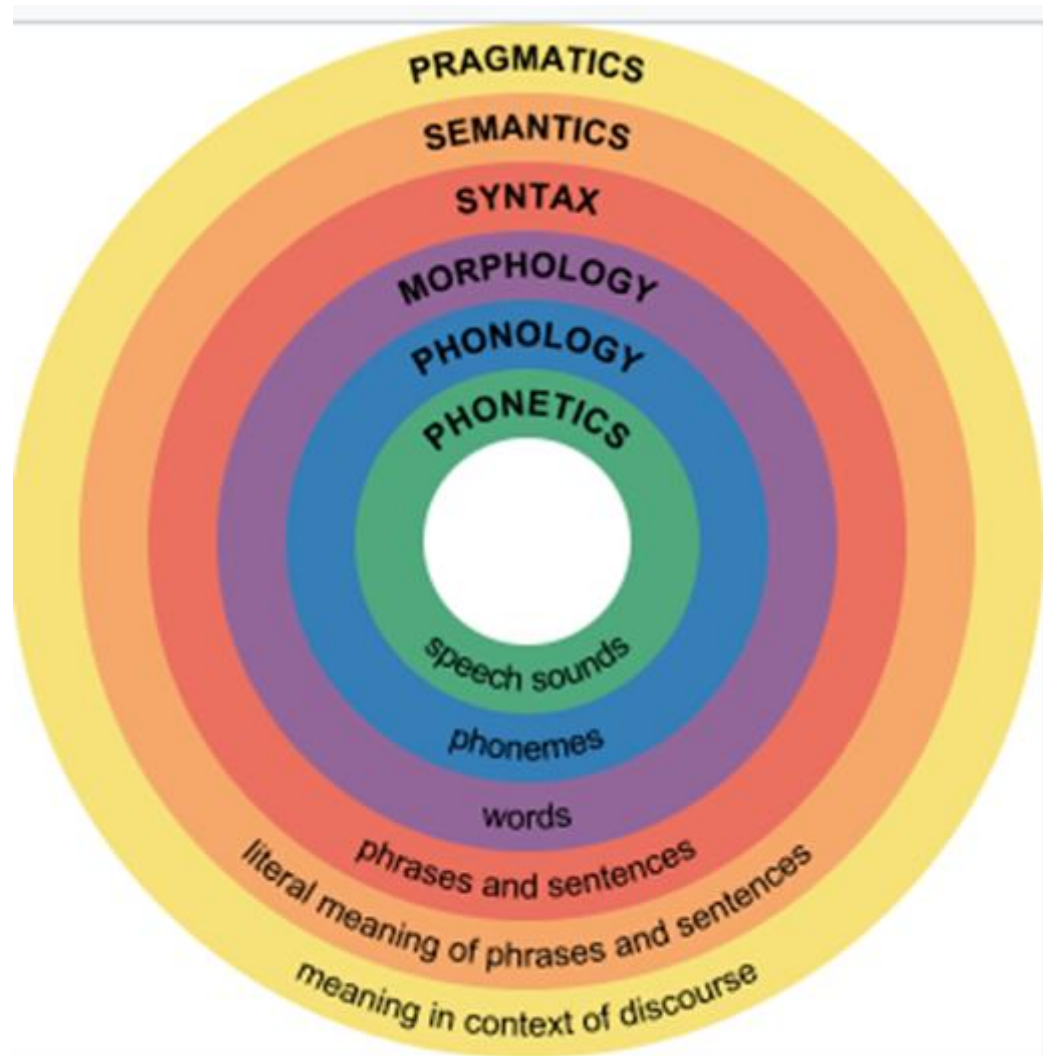 PRAGMATICS
SEMANTICS
SYNTAX
MORPHOLOGY
PHONOLOGY
PHONETICS
speech sounds
phonemes
words
phrases and sentences
literal meaning of phrases and sentences
meaning in context of discourse